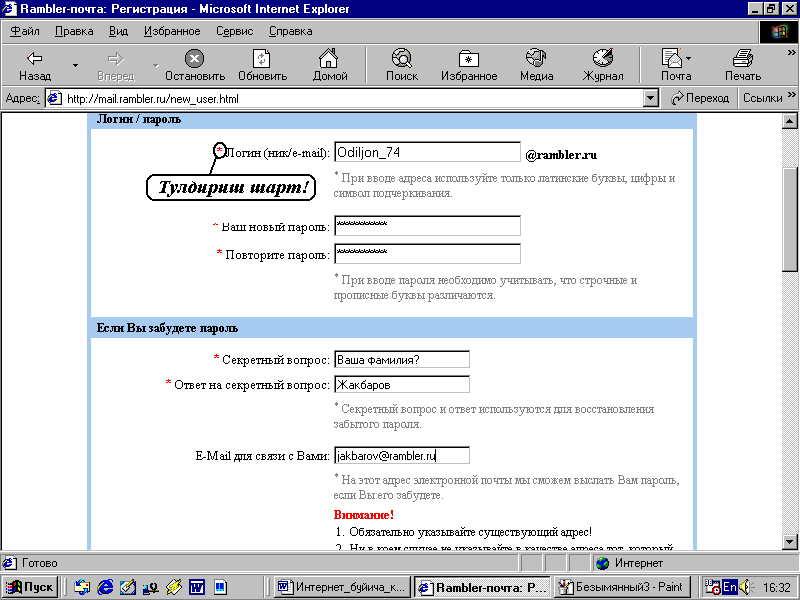 Rambler-почта: Регистрация - Microsoft Internet Explorer
Файл Правка Вид Избранное Сервис Справка
Назад Вперед Остановить Обновить Домой Поиск Избранное Медиа Журнал Почта Печать »
Адрес: http://mail.rambler.ru/new_user.html Переход Ссылки »
Логин / пароль
* Логин (ник/e-mail): Odiljon_74 @rambler.ru
* При вводе адреса используйте только латинские буквы, цифры и
символ подчеркивания.
Тулдириш шарт!
* Ваш новый пароль: ***********
* Повторите пароль: ***********
* При вводе пароля необходимо учитывать, что строчные и
прописные буквы различаются.
Если Вы забудете пароль
* Секретный вопрос: Ваша фамилия?
* Ответ на секретный вопрос: Жакбаров
* Секретный вопрос и ответ используются для восстановления
забытого пароля.
E-Mail для связи с Вами: jakbarov@rambler.ru
* На этот адрес электронной почты мы сможем выслать Вам пароль,
если Вы его забудете.
Внимание!
1. Обязательно указывайте существующий адрес!
2. Ни в коем случае не указывайте в качестве адреса тот, который
Готово Интернет
Пуск Интернет_буйича_к... Rambler-почта: Р... Безымянный3 - Paint En 16:32